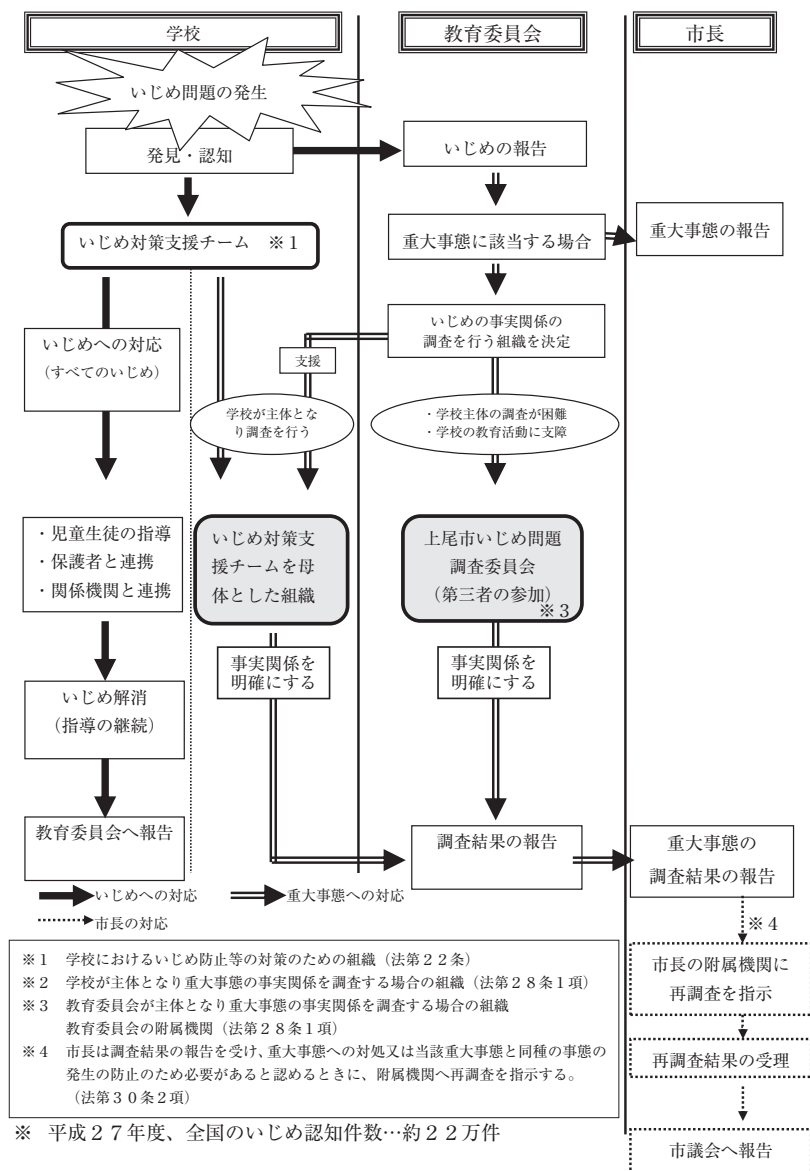 学校
教育委員会
市長
いじめ問題の発生
発見・認知
いじめの報告
いじめ対策支援チーム ※１
重大事態に該当する場合
重大事態の報告
いじめへの対応
（すべてのいじめ）
支援
いじめの事実関係の
調査を行う組織を決定
学校が主体とな
り調査を行う
・学校主体の調査が困難
・学校の教育活動に支障
・児童生徒の指導
・保護者と連携
・関係機関と連携
いじめ対策支
援チームを母
体とした組織
上尾市いじめ問題
調査委員会
（第三者の参加）
※３
事実関係を
明確にする
事実関係を
明確にする
いじめ解消
（指導の継続）
教育委員会へ報告
調査結果の報告
重大事態の
調査結果の報告
いじめへの対応
重大事態への対応
市長の対応
※４
市長の附属機関に
再調査を指示
再調査結果の受理
市議会へ報告
※１ 学校におけるいじめ防止等の対策のための組織（法第２２条）
※２ 学校が主体となり重大事態の事実関係を調査する場合の組織（法第２８条１項）
※３ 教育委員会が主体となり重大事態の事実関係を調査する場合の組織
教育委員会の附属機関（法第２８条１項）
※４ 市長は調査結果の報告を受け、重大事態への対処又は当該重大事態と同種の事態の
発生の防止のため必要があると認めるときに、附属機関へ再調査を指示する。
（法第３０条２項）
※ 平成２７年度、全国のいじめ認知件数…約２２万件